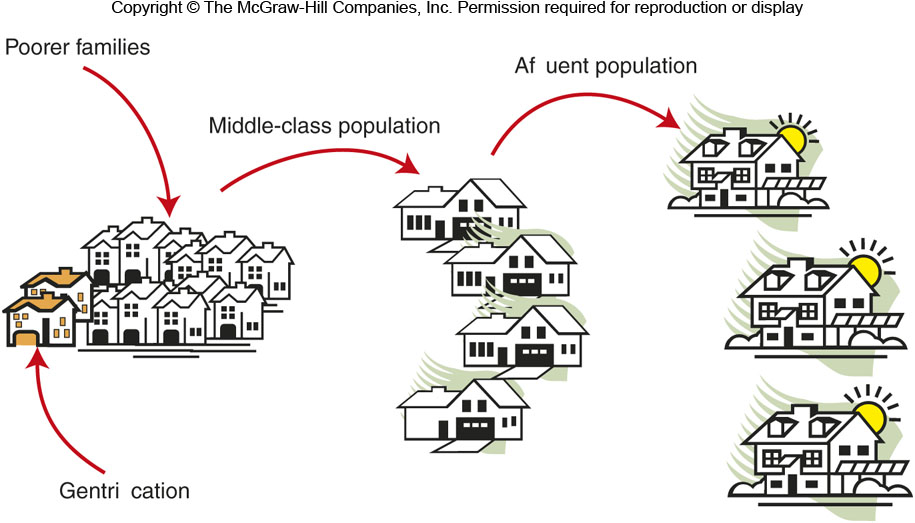 Copyright © The McGraw-Hill Companies, Inc. Permission required for reproduction or display
Poorer families
Af uent population
Middle-class population
Gentri cation